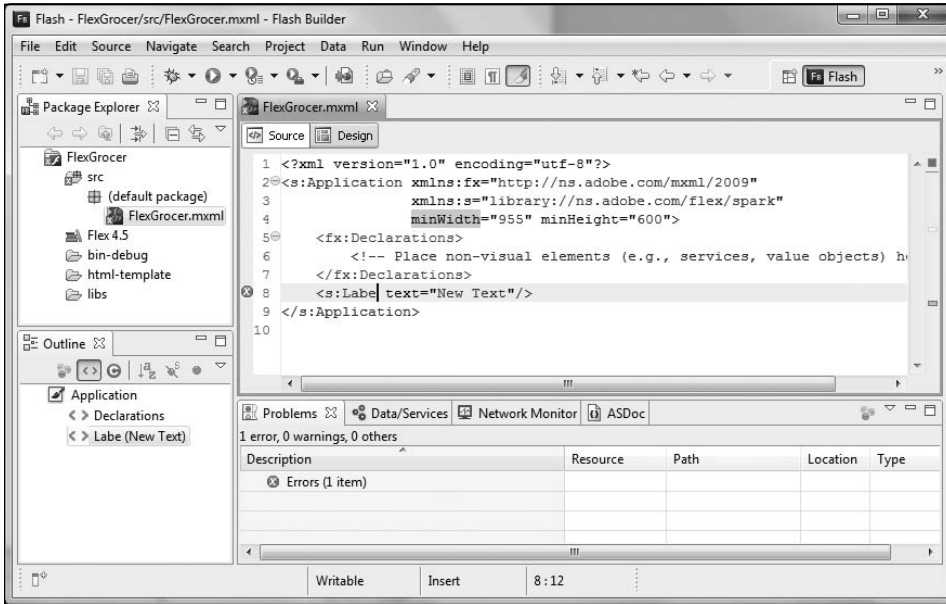 Flash - FlexGrocer/src/FlexGrocer.mxml - Flash Builder
File Edit Source Navigate Search Project Data Run Window Help
Flash
Package Explorer
FlexGrocer
src
(default package)
FlexGrocer.mxml
Flex 4.5
bin-debug
html-template
libs
Outline
Application
Declarations
Labe (New Text)
FlexGrocer.mxml
Source Design
1 <?xml version="1.0" encoding="utf-8"?>
2 <s:Application xmlns:fx="http://ns.adobe.com/mxml/2009"
3 xmlns:s="library://ns.adobe.com/flex/spark"
4 minWidth="955" minHeight="600">
5 <fx:Declarations>
6 <!-- Place non-visual elements (e.g., services, value objects) h
7 </fx:Declarations>
8 <s:Labe text="New Text"/>
9 </s:Application>
10
Problems Data/Services Network Monitor ASDoc
1 error, 0 warnings, 0 others
Description Resource Path Location Type
Errors (1 item)
Writable Insert 8:12